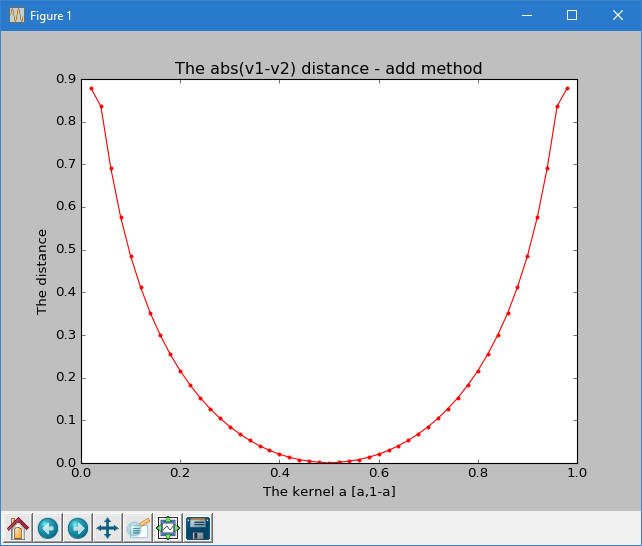 Figure 1
The abs(v1-v2) distance - add method
0.9
0.8
0.7
0.6
0.5
0.4
0.3
0.2
0.1
0.0
The distance
0.0 0.2 0.4 0.6 0.8 1.0
The kernel a [a,1-a]